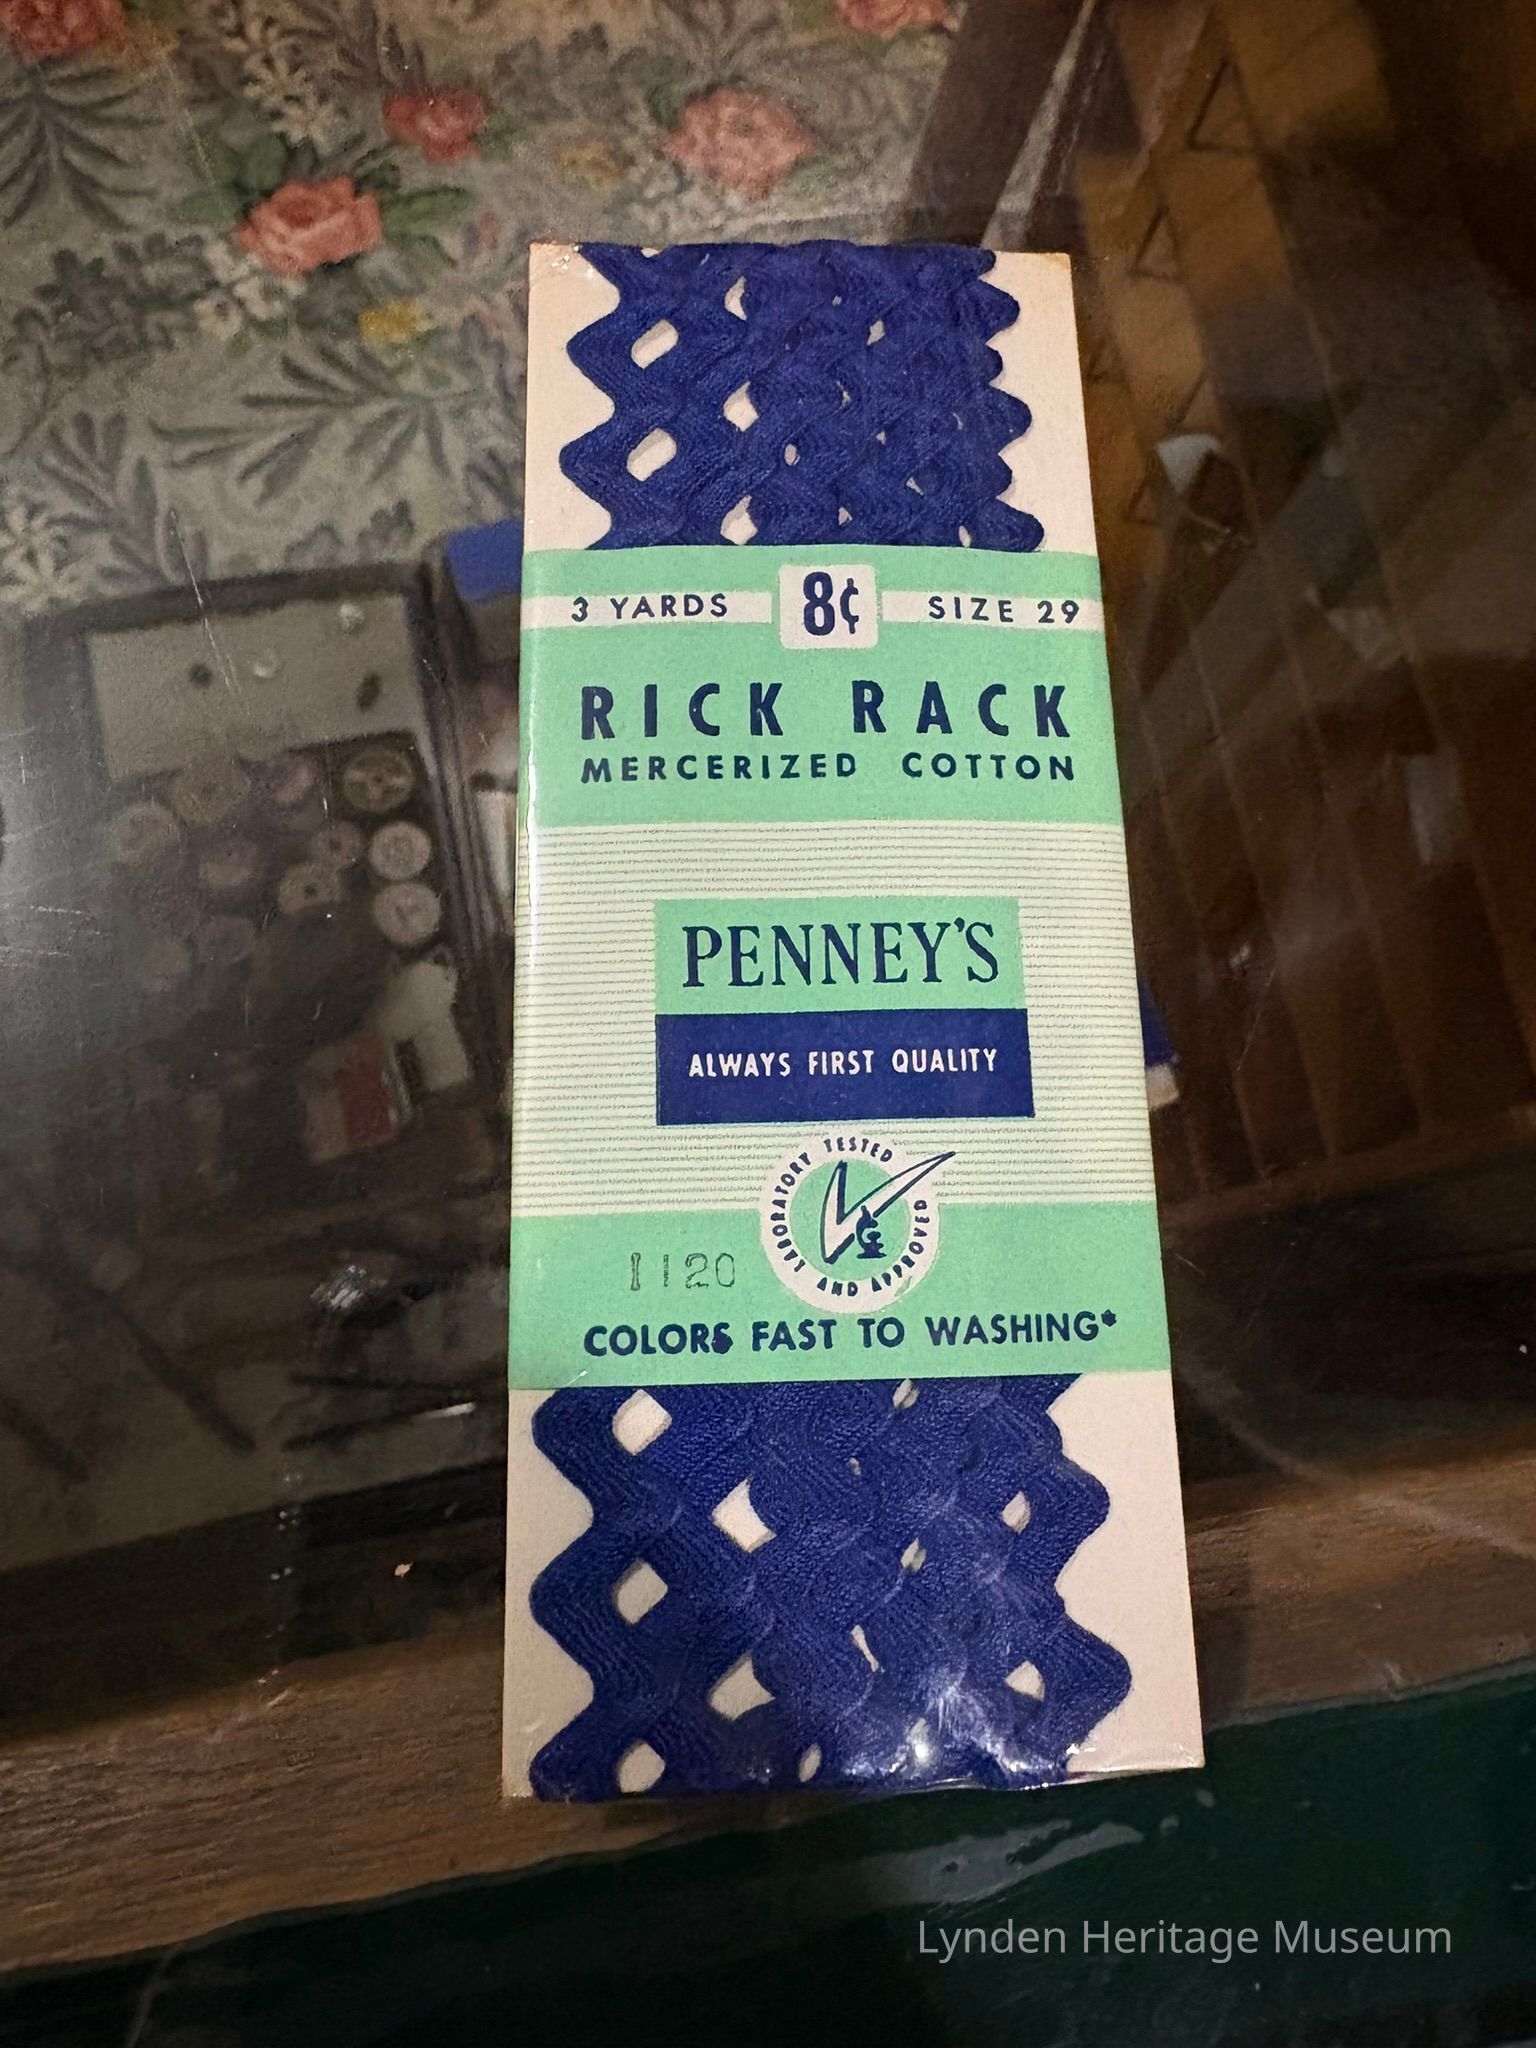 3 YARDS 8¢ SIZE 29
RICK RACK
MERCERIZED COTTON
PENNEY'S
ALWAYS FIRST QUALITY
LABORATORY TESTED
AND APPROVED
1120
COLORS FAST TO WASHING*
Lynden Heritage Museum